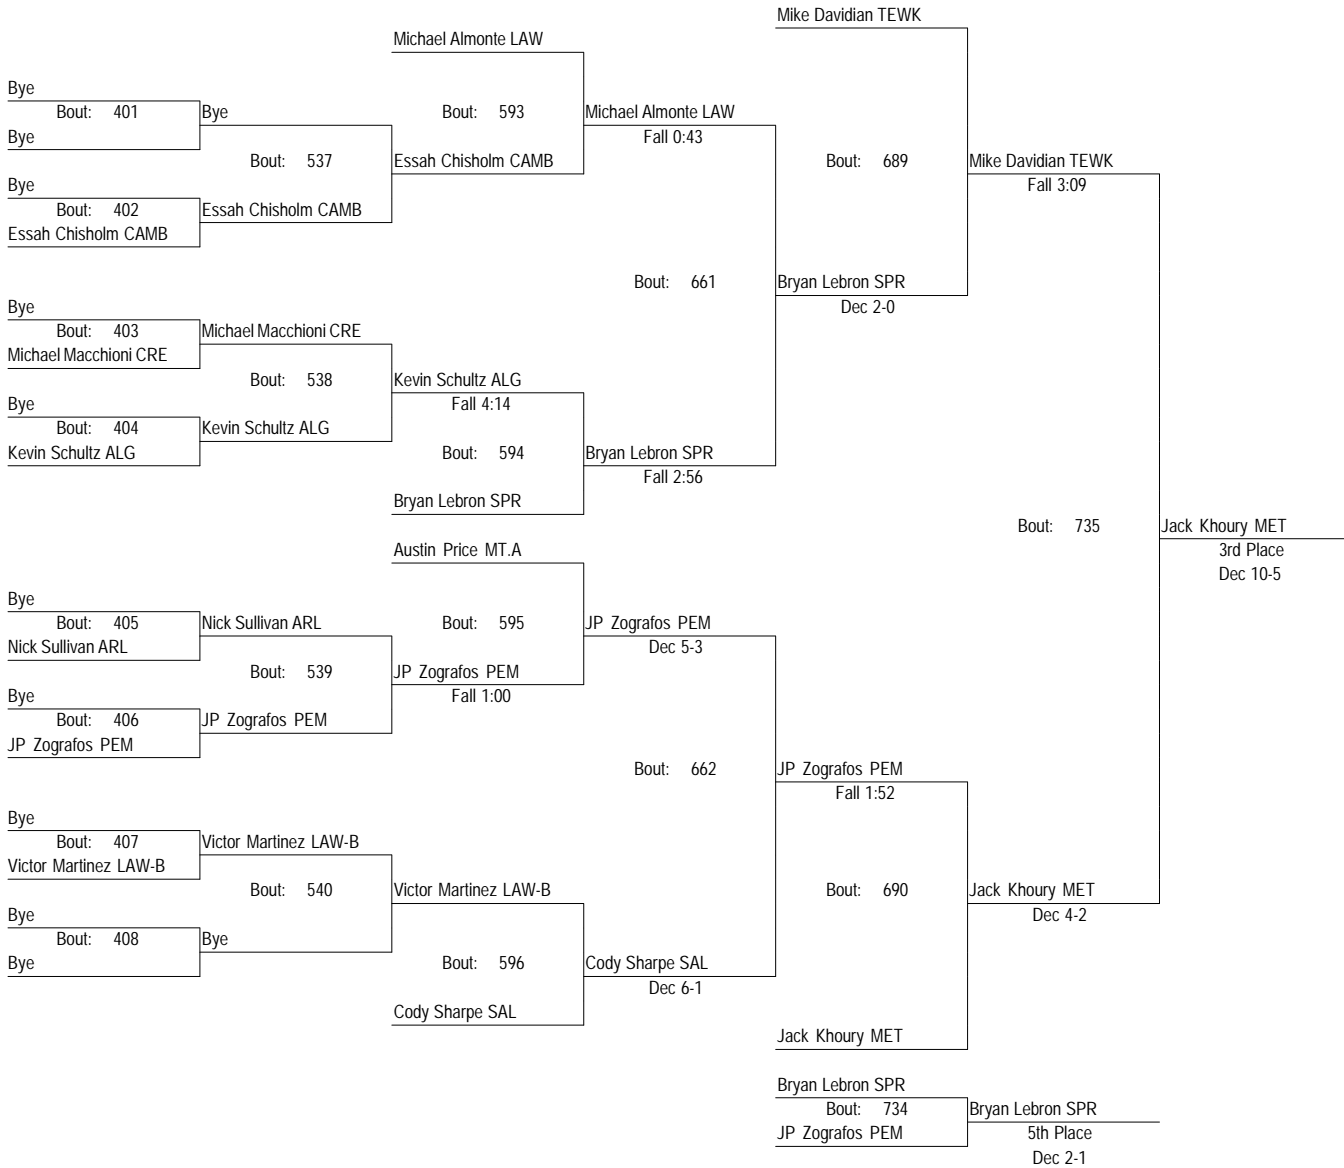 Mike Davidian TEWK
Michael Almonte LAW
Bye
Bout: 401
Bye
Bout: 593
Michael Almonte LAW
Bye
Fall 0:43
Bout: 537
Essah Chisholm CAMB
Bout: 689
Mike Davidian TEWK
Bye
Fall 3:09
Bout: 402
Essah Chisholm CAMB
Essah Chisholm CAMB
Bout: 661
Bryan Lebron SPR
Bye
Dec 2-0
Bout: 403
Michael Macchioni CRE
Michael Macchioni CRE
Bout: 538
Kevin Schultz ALG
Bye
Fall 4:14
Bout: 404
Kevin Schultz ALG
Kevin Schultz ALG
Bout: 594
Bryan Lebron SPR
Fall 2:56
Bryan Lebron SPR
Bout: 735
Jack Khoury MET
Austin Price MT.A
3rd Place
Dec 10-5
Bye
Bout: 405
Nick Sullivan ARL
Bout: 595
JP Zografos PEM
Nick Sullivan ARL
Dec 5-3
Bout: 539
JP Zografos PEM
Bye
Fall 1:00
Bout: 406
JP Zografos PEM
JP Zografos PEM
Bout: 662
JP Zografos PEM
Fall 1:52
Bye
Bout: 407
Victor Martinez LAW-B
Victor Martinez LAW-B
Bout: 540
Victor Martinez LAW-B
Bout: 690
Jack Khoury MET
Bye
Dec 4-2
Bout: 408
Bye
Bye
Bout: 596
Cody Sharpe SAL
Dec 6-1
Cody Sharpe SAL
Jack Khoury MET
Bryan Lebron SPR
Bout: 734
Bryan Lebron SPR
JP Zografos PEM
5th Place
Dec 2-1